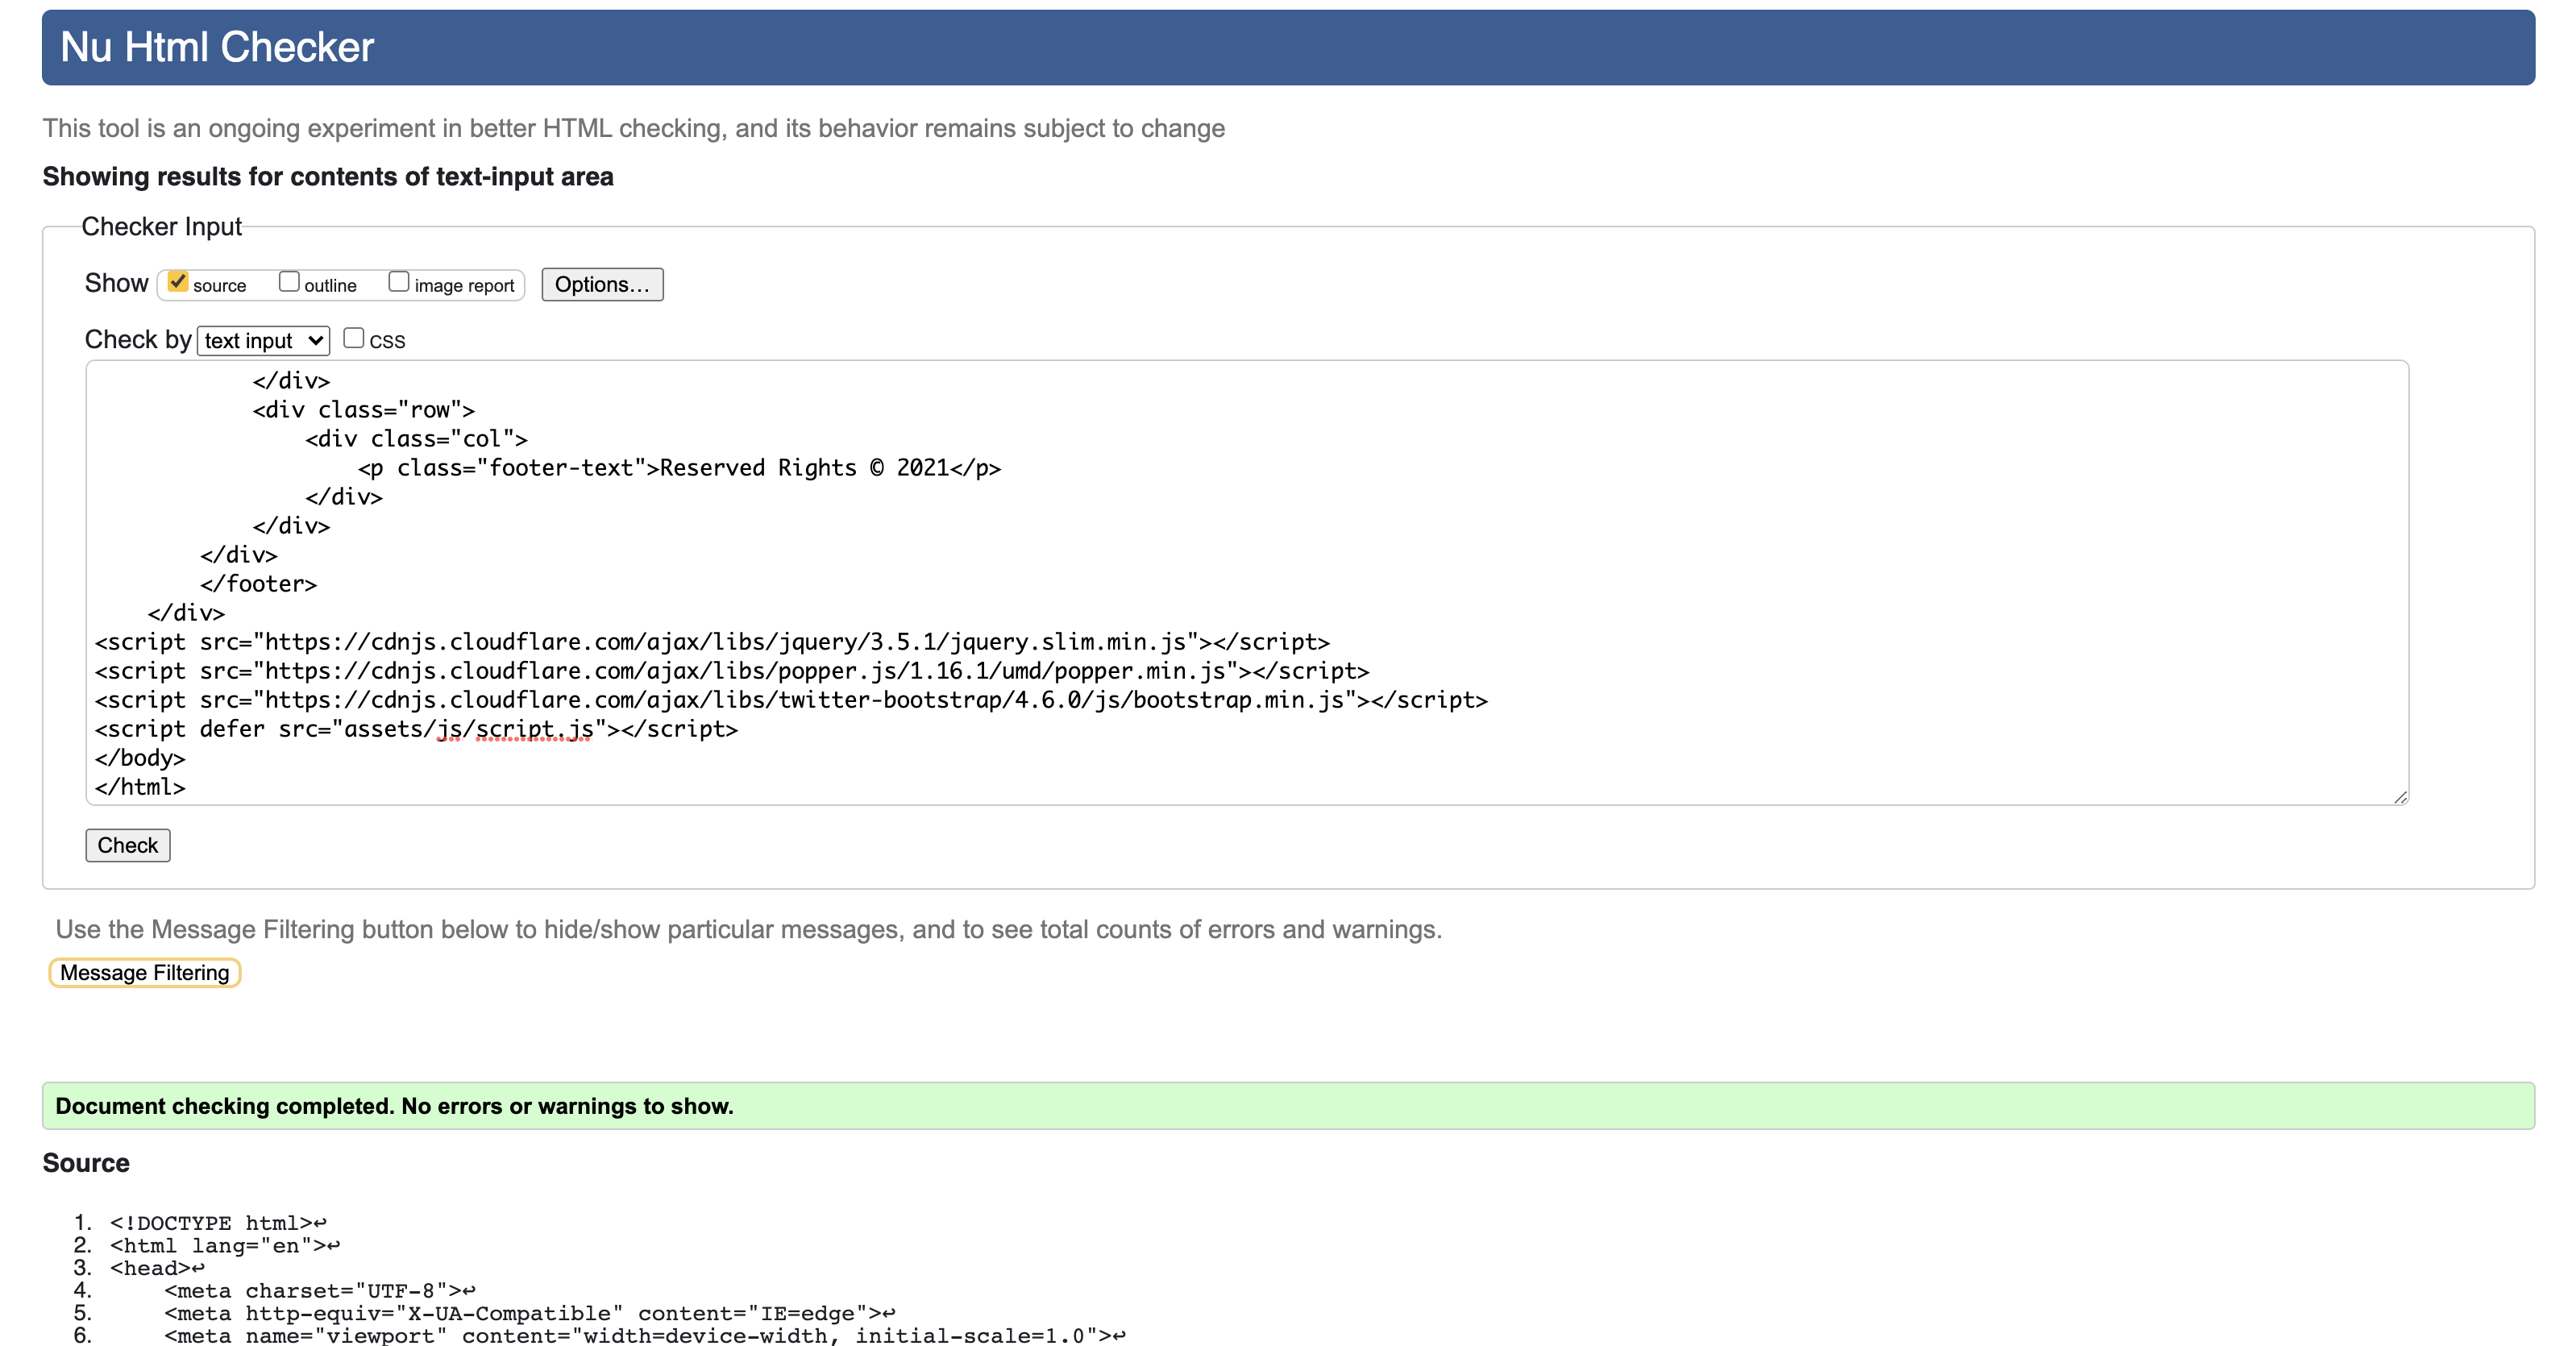 Nu Html Checker
This tool is an ongoing experiment in better HTML checking, and its behavior remains subject to change
Showing results for contents of text-input area
Checker Input
Show source outline image report Options...
Check by text input CSS
</div>
<div class="row">
<div class="col">
<p class="footer-text">Reserved Rights © 2021</p>
</div>
</div>
</div>
</footer>
</div>
<script src="https://cdnjs.cloudflare.com/ajax/libs/jquery/3.5.1/jquery.slim.min.js"></script>
<script src="https://cdnjs.cloudflare.com/ajax/libs/popper.js/1.16.1/umd/popper.min.js"></script>
<script src="https://cdnjs.cloudflare.com/ajax/libs/twitter-bootstrap/4.6.0/js/bootstrap.min.js"></script>
<script defer src="assets/js/script.js"></script>
</body>
</html>
Check
Use the Message Filtering button below to hide/show particular messages, and to see total counts of errors and warnings.
Message Filtering
Document checking completed. No errors or warnings to show.
Source
1. <!DOCTYPE html>↩
2. <html lang="en">↩
3. <head>↩
4. <meta charset="UTF-8">↩
5. <meta http-equiv="X-UA-Compatible" content="IE=edge">↩
6. <meta name="viewport" content="width=device-width, initial-scale=1.0">↩